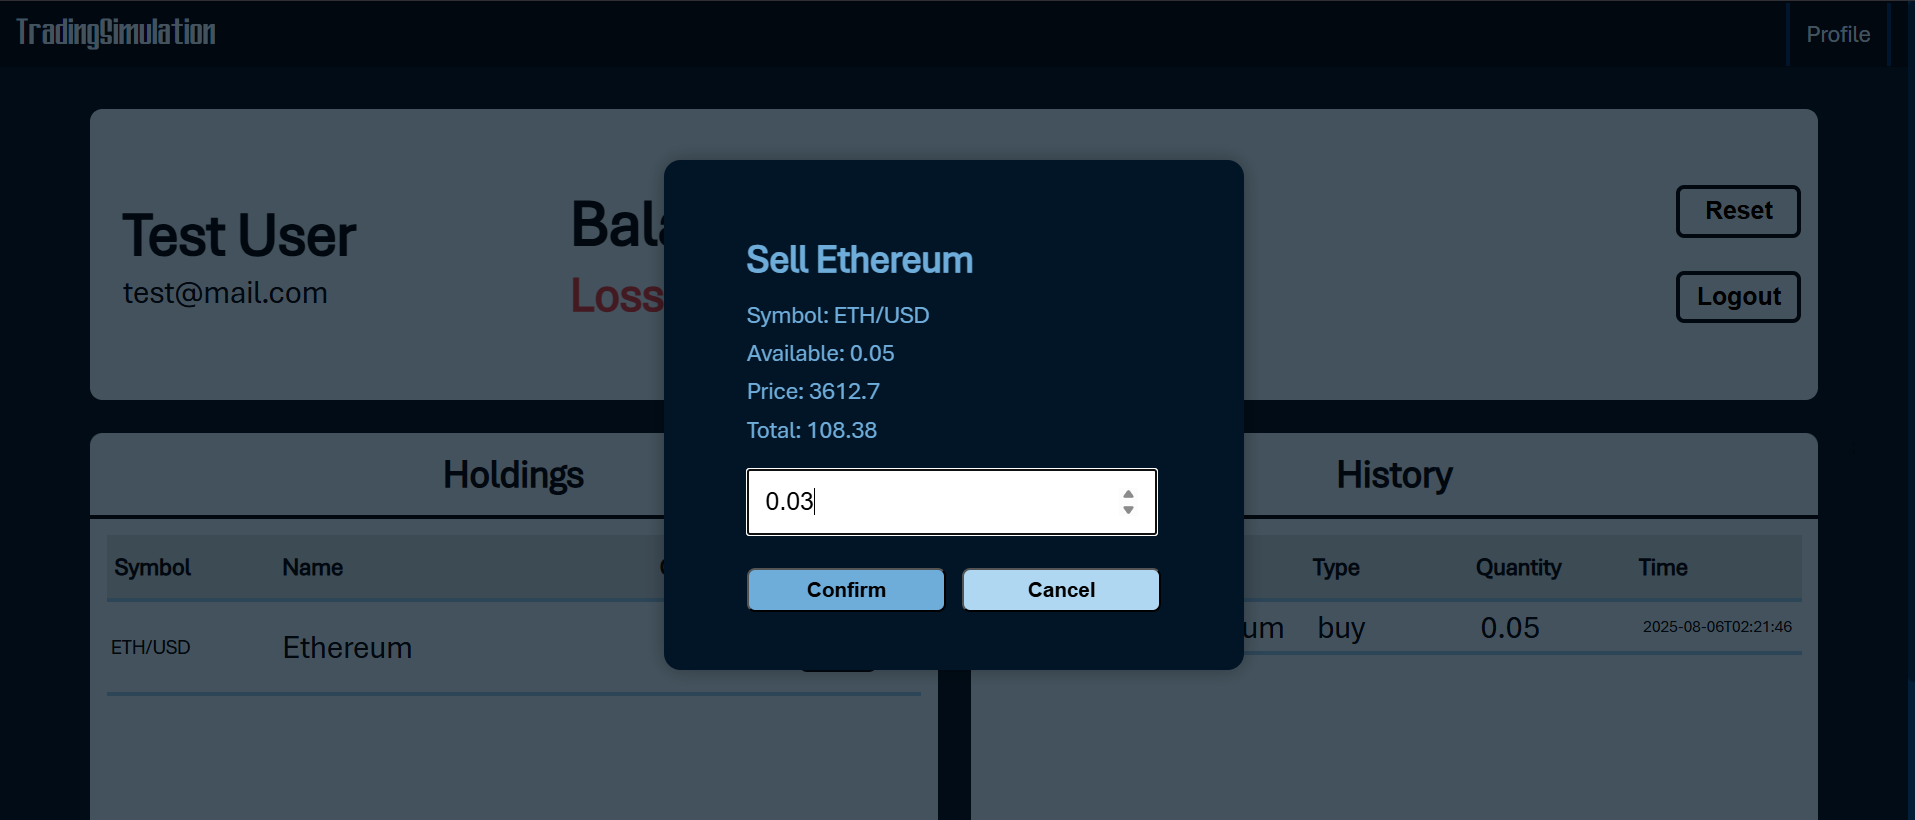 TradingSimulation
Profile
Test User
test@mail.com
Loss
Reset
Logout
Sell Ethereum
Symbol: ETH/USD
Available: 0.05
Price: 3612.7
Total: 108.38
0.03
Confirm
Cancel
Holdings
Symbol Name
ETH/USD Ethereum
History
Type Quantity Time
buy 0.05 2025-08-06T02:21:46